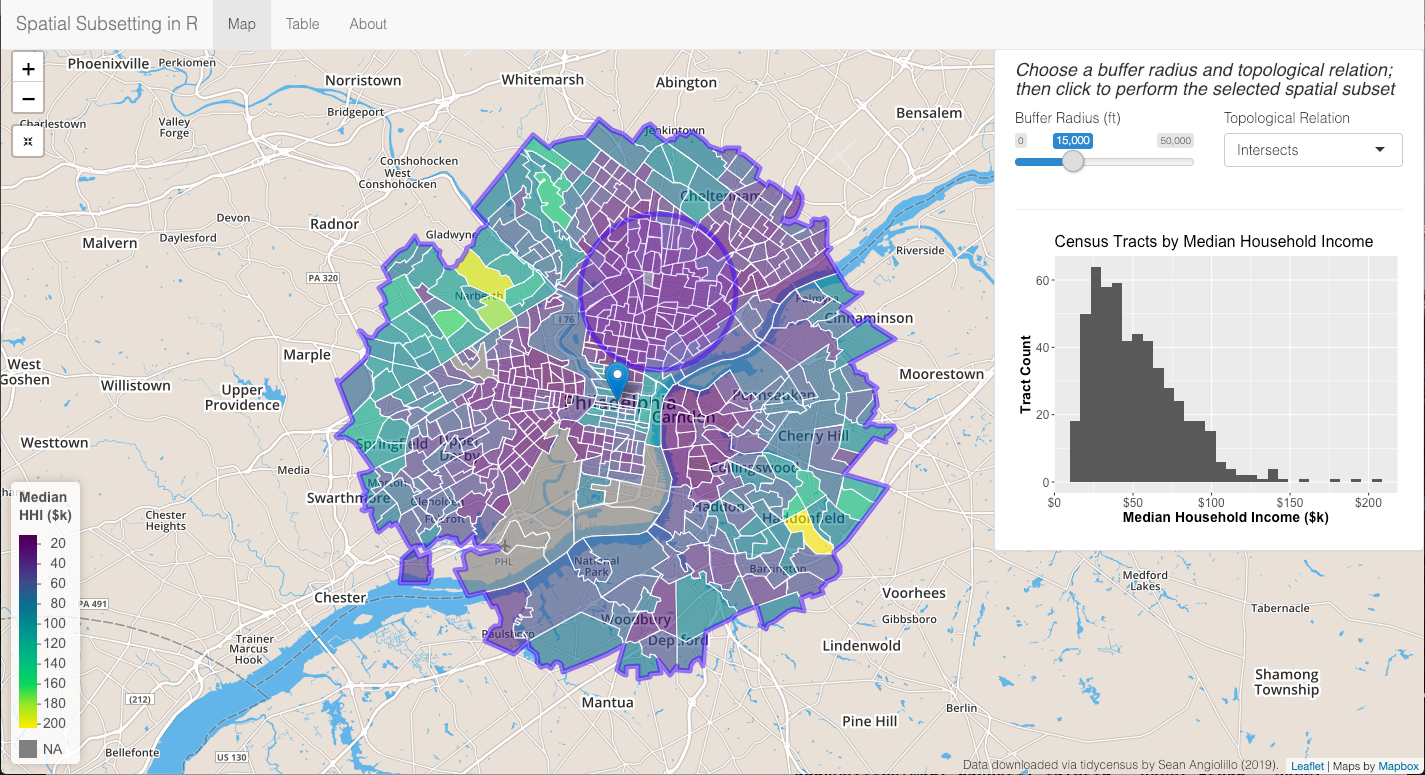 Spatial Subsetting in R
Map
Table
About
+
−
Choose a buffer radius and topological relation;
then click to perform the selected spatial subset
Buffer Radius (ft)
Topological Relation
0
15,000
50,000
Intersects
Census Tracts by Median Household Income
60
40
20
0
Tract Count
$0
$50
$100
$150
$200
Median Household Income ($k)
Phoenixville
Perkiomen
Norristown
Whitemarsh
Abington
Bensalem
Charlestown
Valley
Forge
Bridgeport
Jenkintown
Conshohocken
West
Conshohocken
Cheltenham
Devon
Radnor
Gladwyne
Malvern
Daylesford
Riverside
PA 320
Narberth
Palmyra
I 76
Cinnaminson
Marple
West
Goshen
Willistown
Upper
Providence
Moorestown
Philadelphia
Camden
Pennsauken
Westtown
Springfield
Upper
Darby
Cherry Hill
Media
Collingswood
Morton
Swarthmore
Glenolden
Folcroft
Haddon
Haddonfield
Chester
Heights
PHL
National
Park
Barrington
Medford
Lakes
PA 491
Chester
Voorhees
Gibbsboro
Tabernacle
Trainer
Marcus
Hook
Paulsboro
Woodbury
Deptford
Lindenwold
Shamong
Township
(212)
Mantua
Berlin
Pine Hill
Bellefonte
US 130
Median
HHI ($k)
20
40
60
80
100
120
140
160
180
200
NA
Data downloaded via tidycensus by Sean Angiolillo (2019).
Leaflet | Maps by Mapbox